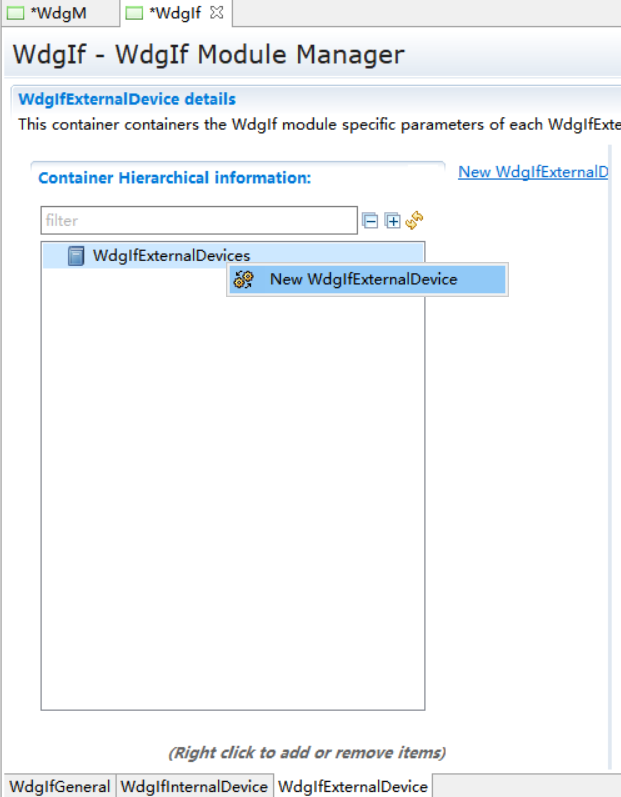 *WdgM *WdgIf
WdgIf - WdgIf Module Manager
WdgIfExternalDevice details
This container containers the WdgIf module specific parameters of each WdgIfExte
Container Hierarchical information:
New WdgIfExternalD
filter
WdgIfExternalDevices
New WdgIfExternalDevice
(Right click to add or remove items)
WdgIfGeneral WdgIfInternalDevice WdgIfExternalDevice